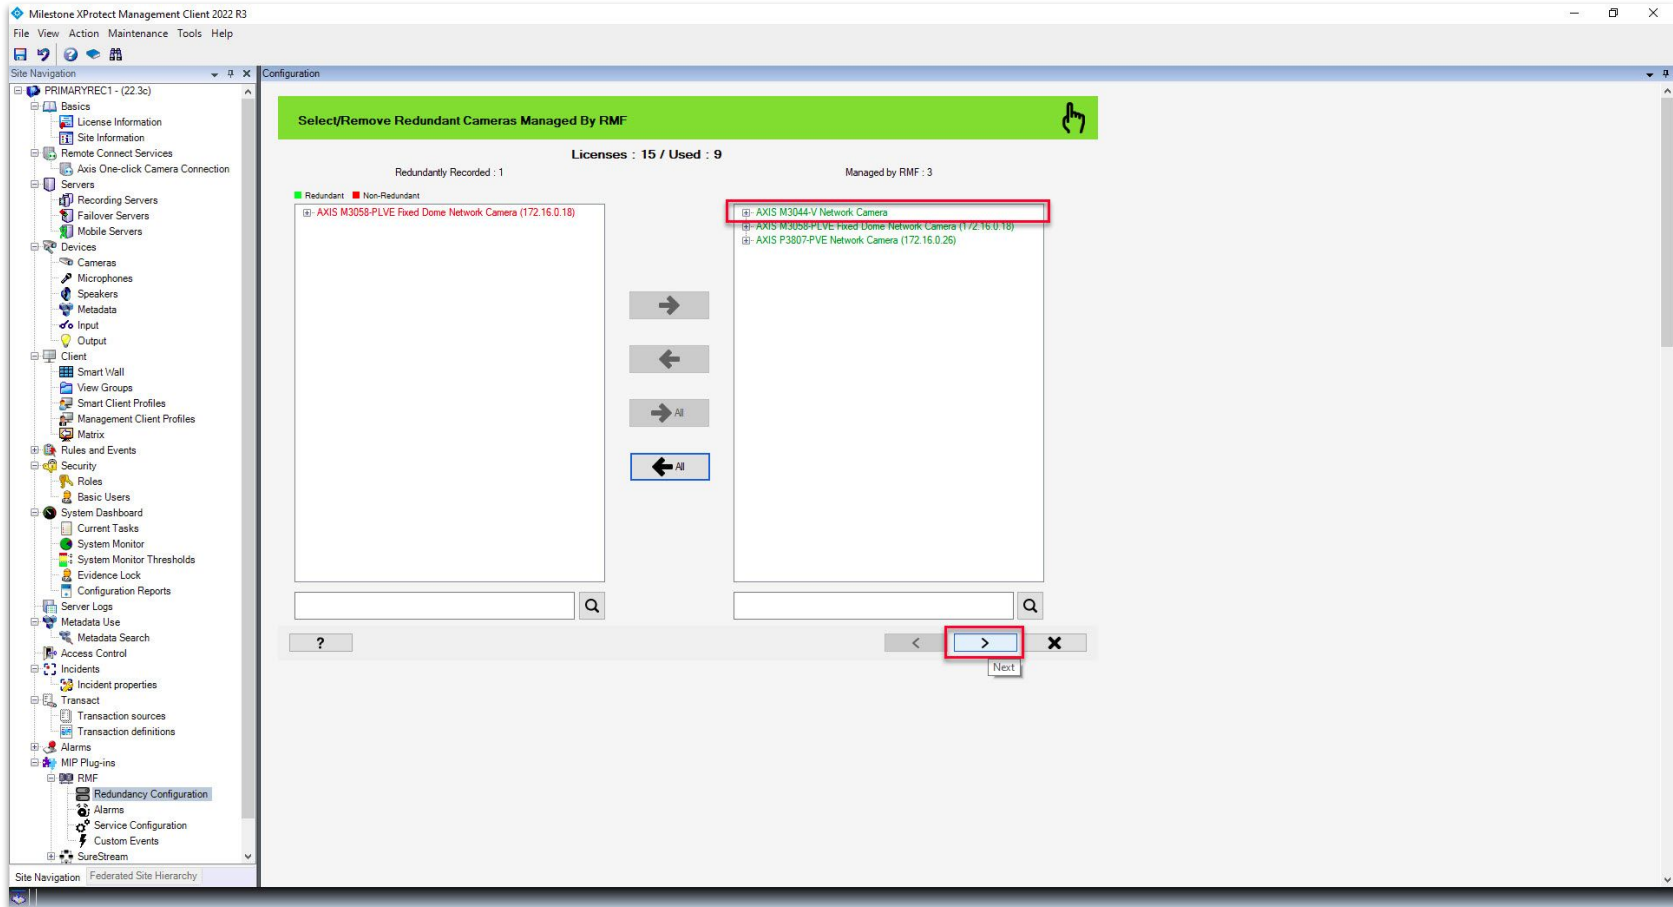 Milestone XProtect Management Client 2022 R3
File View Action Maintenance Tools Help
Site Navigation
Configuration
PRIMARYREC1 - (22.3c)
Basics
License Information
Site Information
Remote Connect Services
Axis One-click Camera Connection
Servers
Recording Servers
Failover Servers
Mobile Servers
Devices
Cameras
Microphones
Speakers
Metadata
Input
Output
Client
Smart Wall
View Groups
Smart Client Profiles
Management Client Profiles
Matrix
Rules and Events
Security
Roles
Basic Users
System Dashboard
Current Tasks
System Monitor
System Monitor Thresholds
Evidence Lock
Configuration Reports
Server Logs
Metadata Use
Metadata Search
Access Control
Incidents
Incident properties
Transact
Transaction sources
Transaction definitions
Alarms
MIP Plug-ins
RMF
Redundancy Configuration
Alarms
Service Configuration
Custom Events
SureStream
Site Navigation Federated Site Hierarchy
Select/Remove Redundant Cameras Managed By RMF
Licenses : 15 / Used : 9
Redundantly Recorded : 1
Managed by RMF : 3
Redundant Non-Redundant
AXIS M3058-PLVE Fixed Dome Network Camera (172.16.0.18)
AXIS M3044-V Network Camera
AXIS M3058-PLVE Fixed Dome Network Camera (172.16.0.18)
AXIS P3807-PVE Network Camera (172.16.0.26)
All
All
?
< >
Next